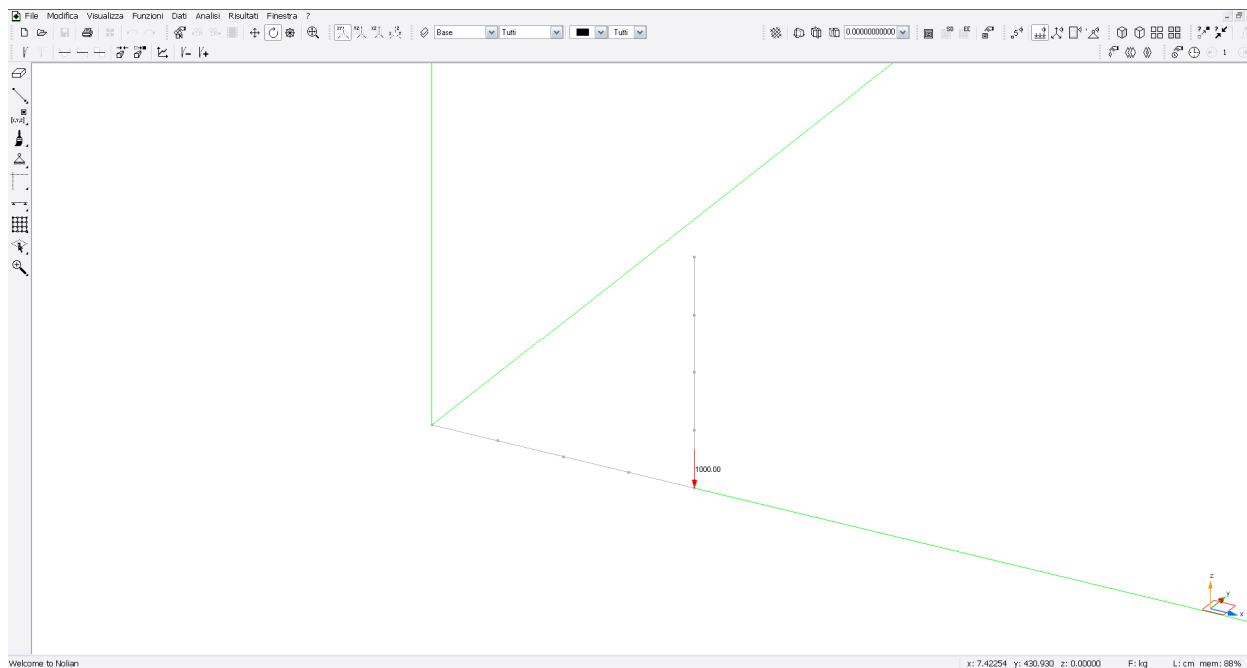 File Modifica Visualizza Funzioni Dati Analisi Risultati Finestra ?
Base Tutti Tutti 0.00000000000
1
[X,Y,Z]
1000.00
z
y
x
Welcome to Nolian x: 7.42254 y: 430.930 z: 0.00000 F: kg L: cm mem: 88%